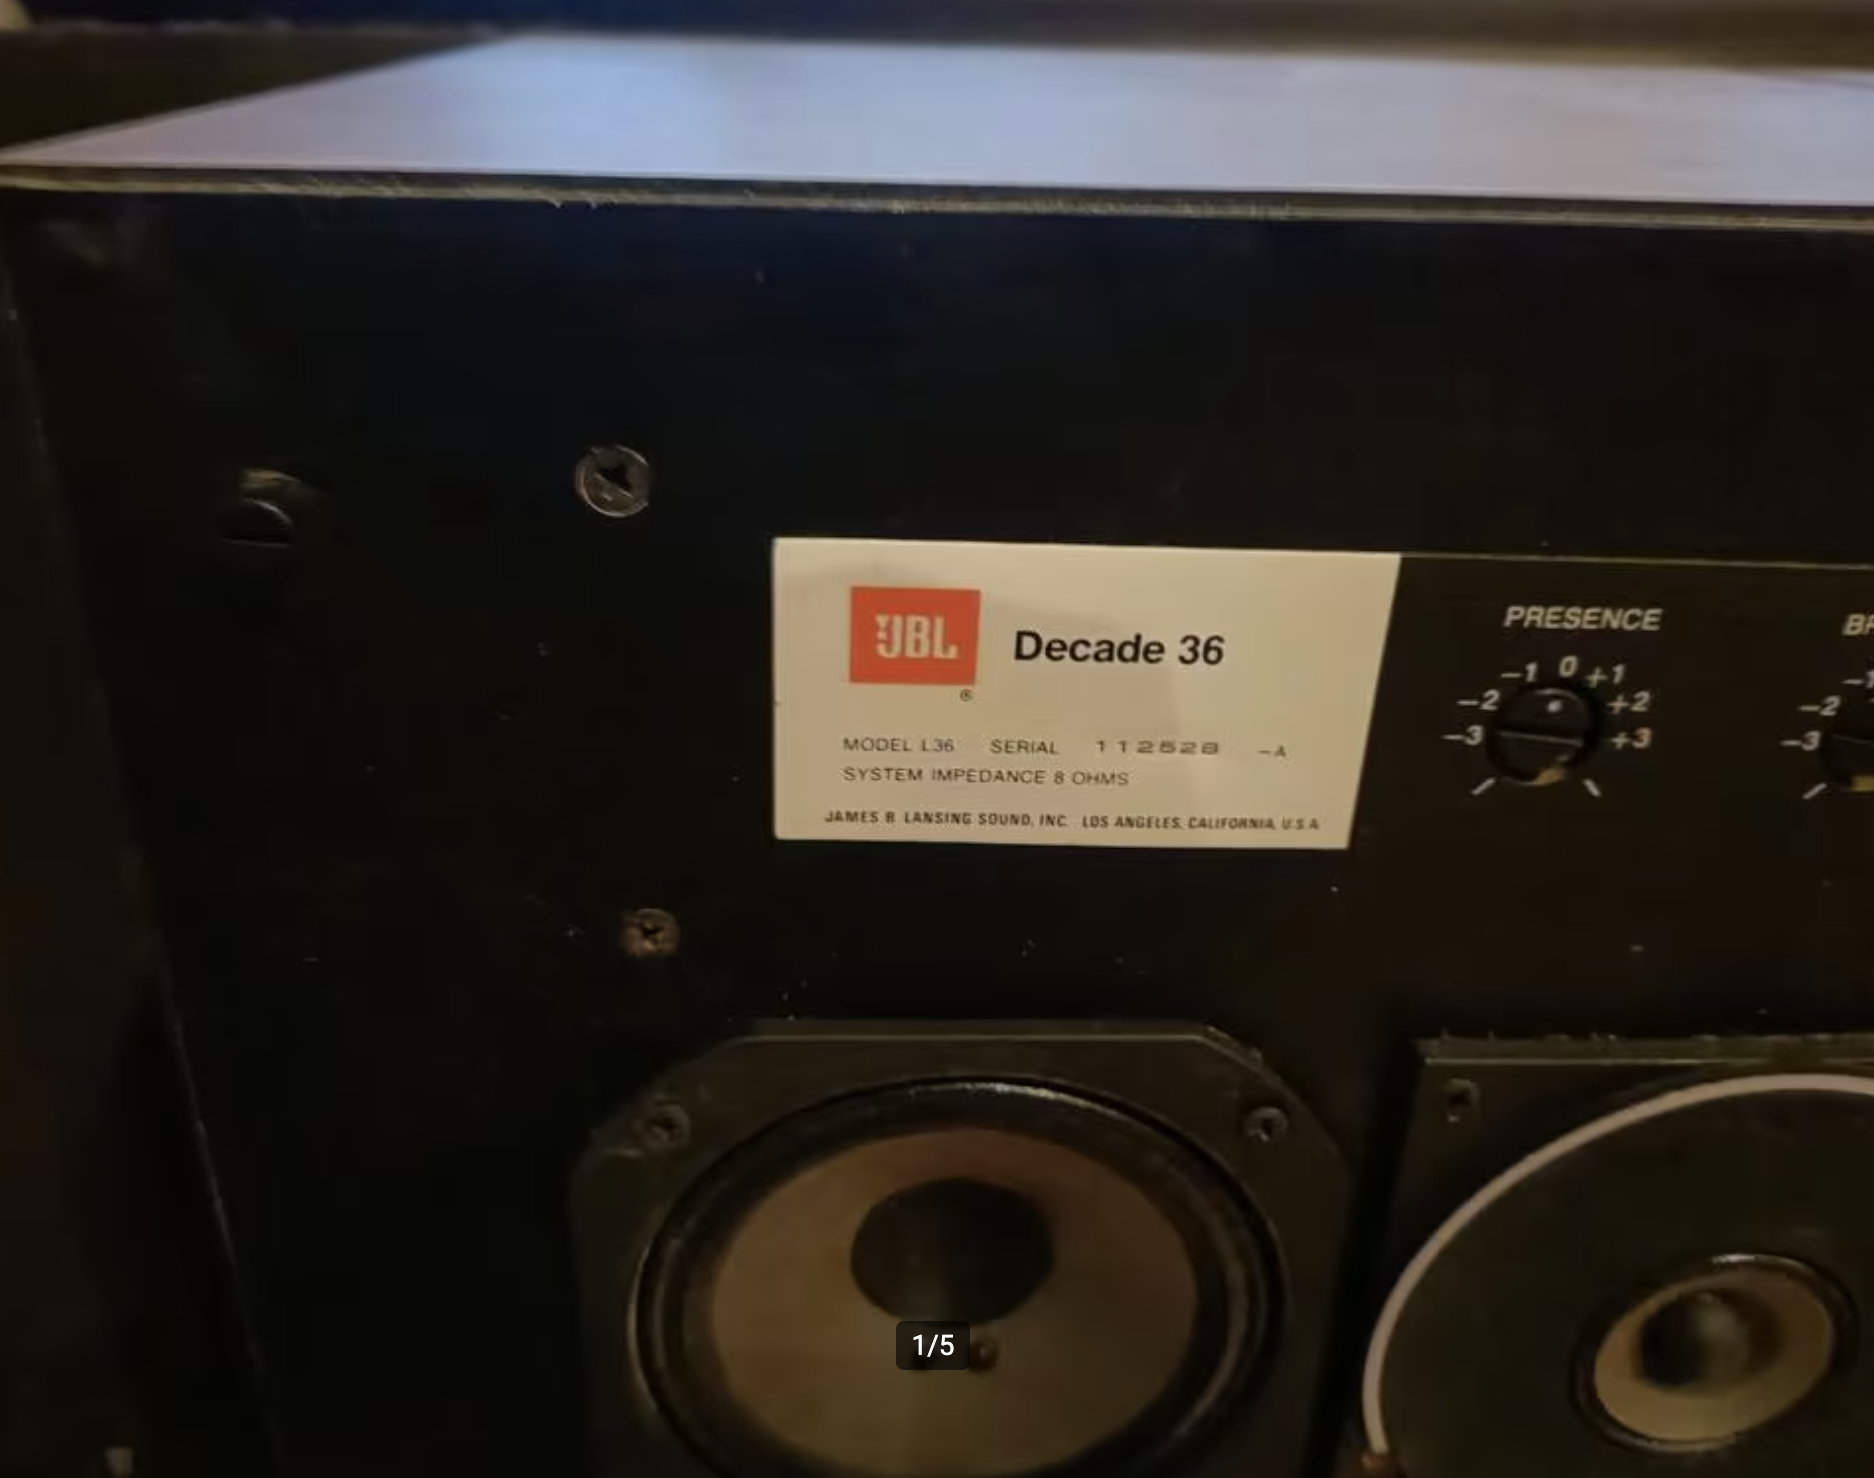 JBL
®
Decade 36
MODEL L36 SERIAL 112528 -A
SYSTEM IMPEDANCE 8 OHMS
JAMES B. LANSING SOUND, INC. LOS ANGELES, CALIFORNIA, U.S.A.
PRESENCE
-3 -2 -1 0 +1 +2 +3
-3 -2 -1
1/5